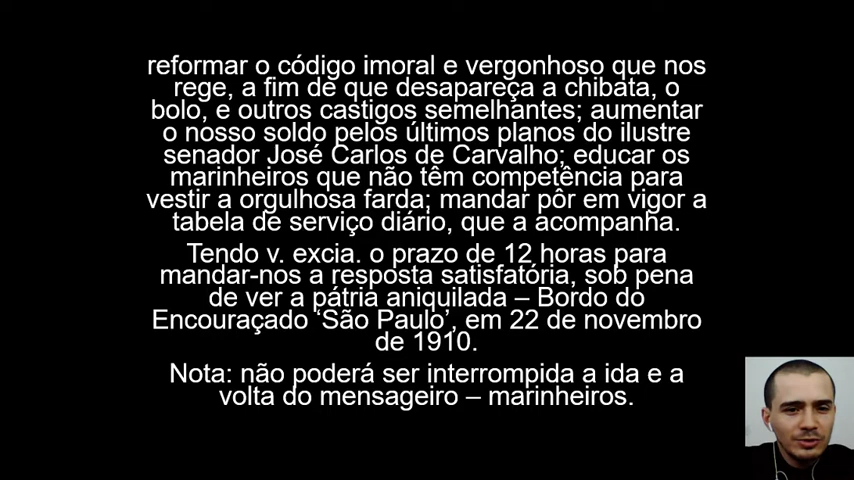 reformar o código imoral e vergonhoso que nos
rege, a fim de que desapareça a chibata, o
bolo, e outros castigos semelhantes; aumentar
o nosso soldo pelos últimos planos do ilustre
senador José Carlos de Carvalho; educar os
marinheiros que não têm competência para
vestir a orgulhosa farda; mandar pôr em vigor a
tabela de serviço diário, que a acompanha.
Tendo v. excia. o prazo de 12 horas para
mandar-nos a resposta satisfatória, sob pena
de ver a pátria aniquilada – Bordo do
Encouraçado ‘São Paulo’, em 22 de novembro
de 1910.
Nota: não poderá ser interrompida a ida e a
volta do mensageiro – marinheiros.